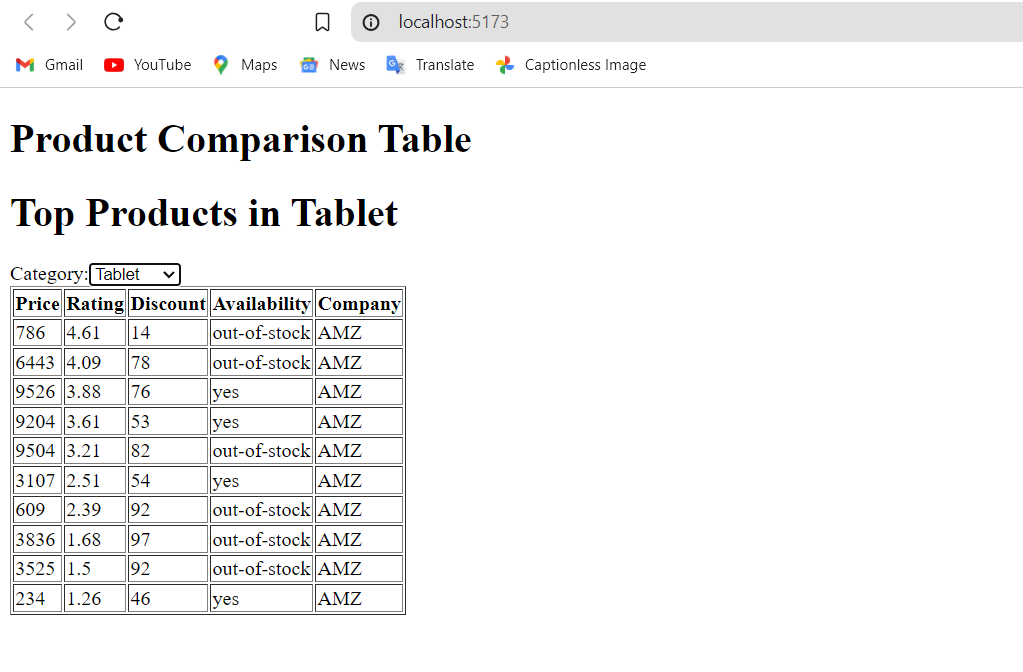 localhost:5173
Gmail YouTube Maps News Translate Captionless Image
Product Comparison Table
Top Products in Tablet
Category: Tablet
Price Rating Discount Availability Company
786 4.61 14 out-of-stock AMZ
6443 4.09 78 out-of-stock AMZ
9526 3.88 76 yes AMZ
9204 3.61 53 yes AMZ
9504 3.21 82 out-of-stock AMZ
3107 2.51 54 yes AMZ
609 2.39 92 out-of-stock AMZ
3836 1.68 97 out-of-stock AMZ
3525 1.5 92 out-of-stock AMZ
234 1.26 46 yes AMZ